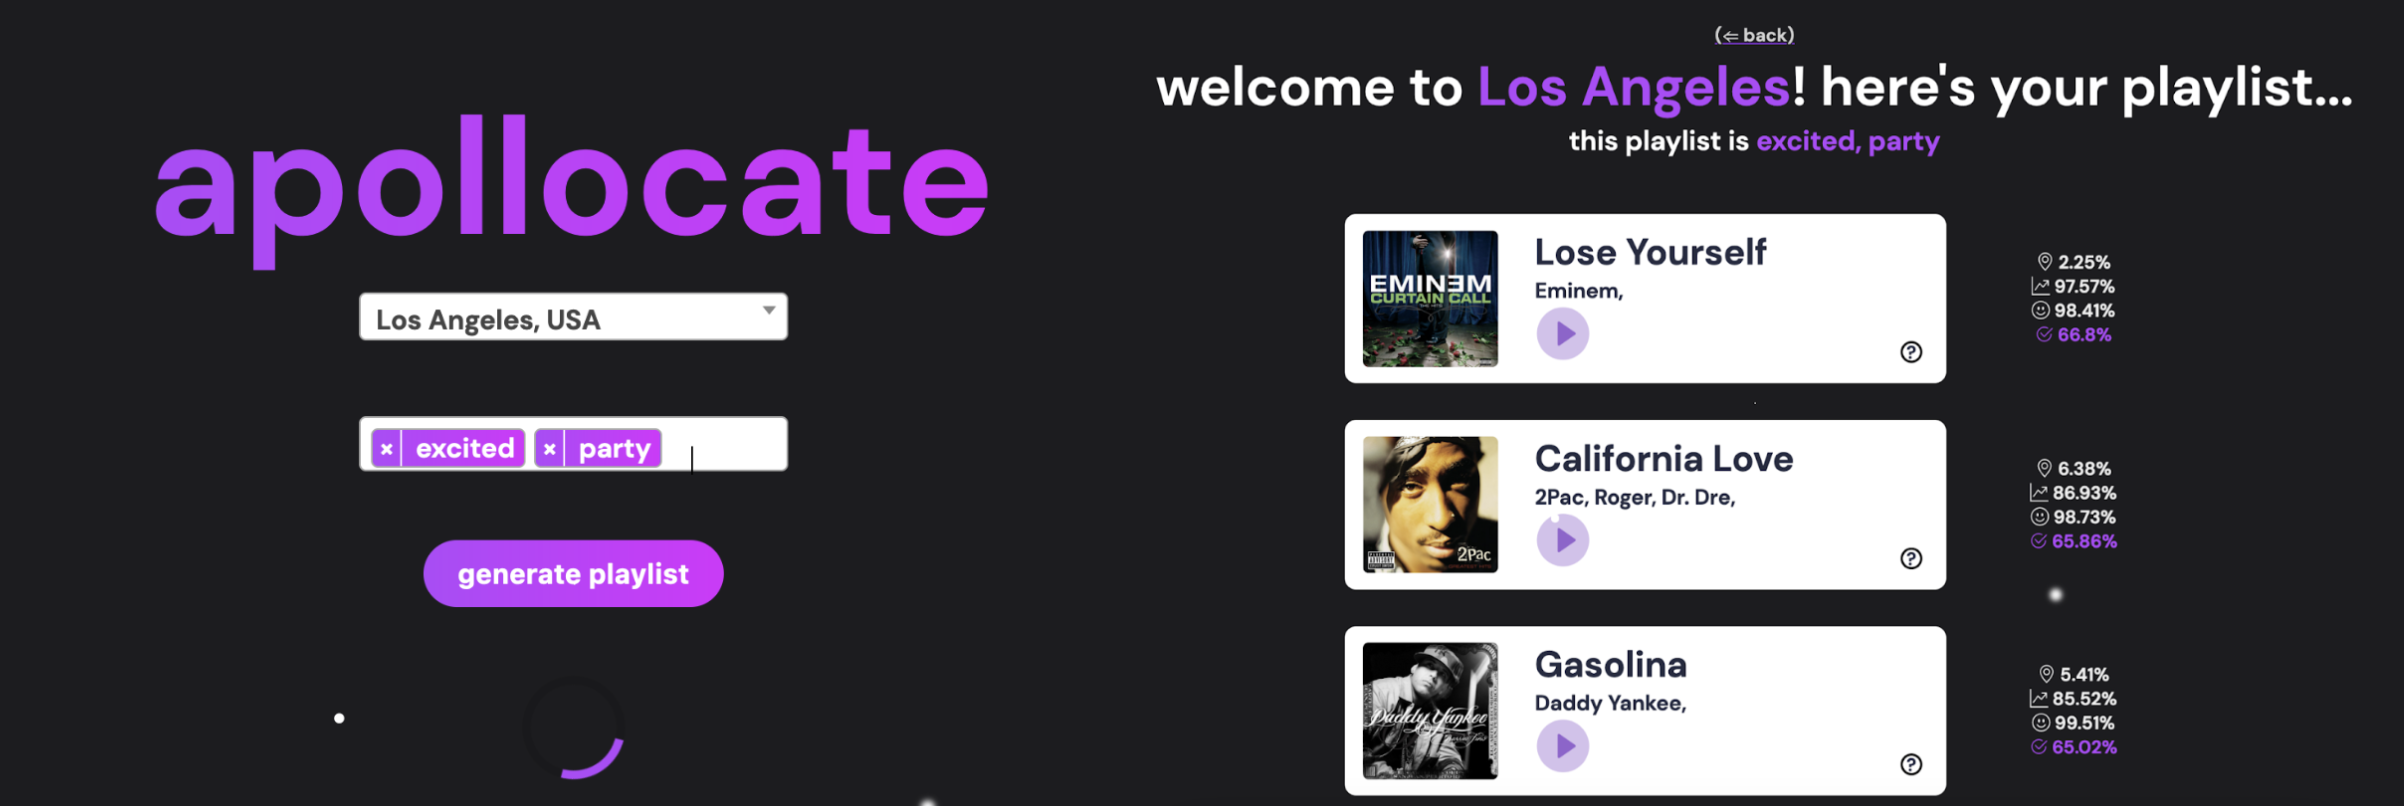 apollocate
Los Angeles, USA
× excited × party
generate playlist
(⇐ back)
welcome to Los Angeles! here's your playlist...
this playlist is excited, party
EMINEM
CURTAIN CALL
THE HITS
Lose Yourself
Eminem,
2.25%
97.57%
98.41%
66.8%
2Pac
California Love
2Pac, Roger, Dr. Dre,
6.38%
86.93%
98.73%
65.86%
Daddy Yankee
Gasolina
Daddy Yankee,
5.41%
85.52%
99.51%
65.02%